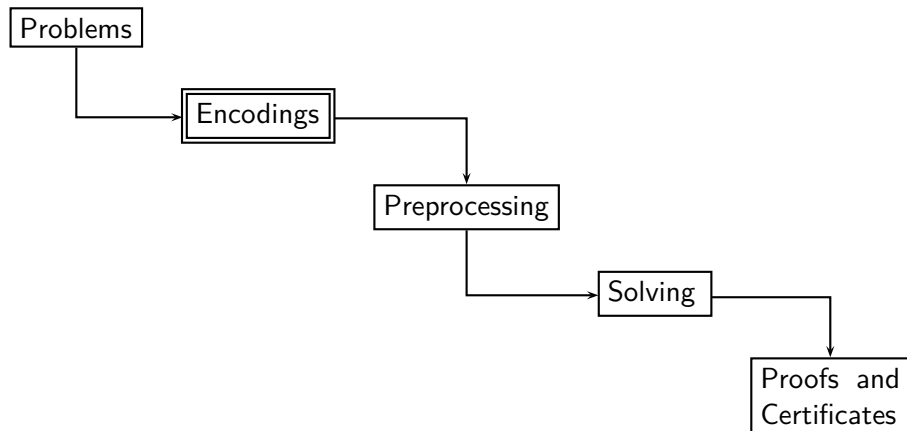 Problems
Encodings
Preprocessing
Solving
Proofs and
Certificates